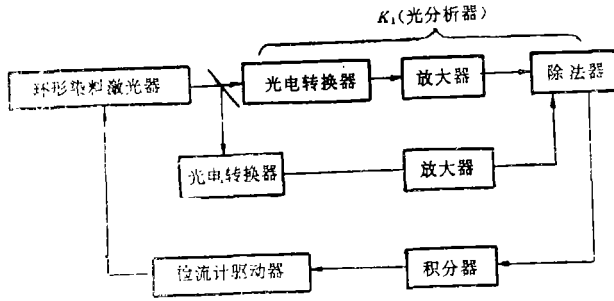 K₁(光分析器)
环形染料激光器
光电转换器
放大器
除法器
光电转换器
放大器
检流计驱动器
积分器